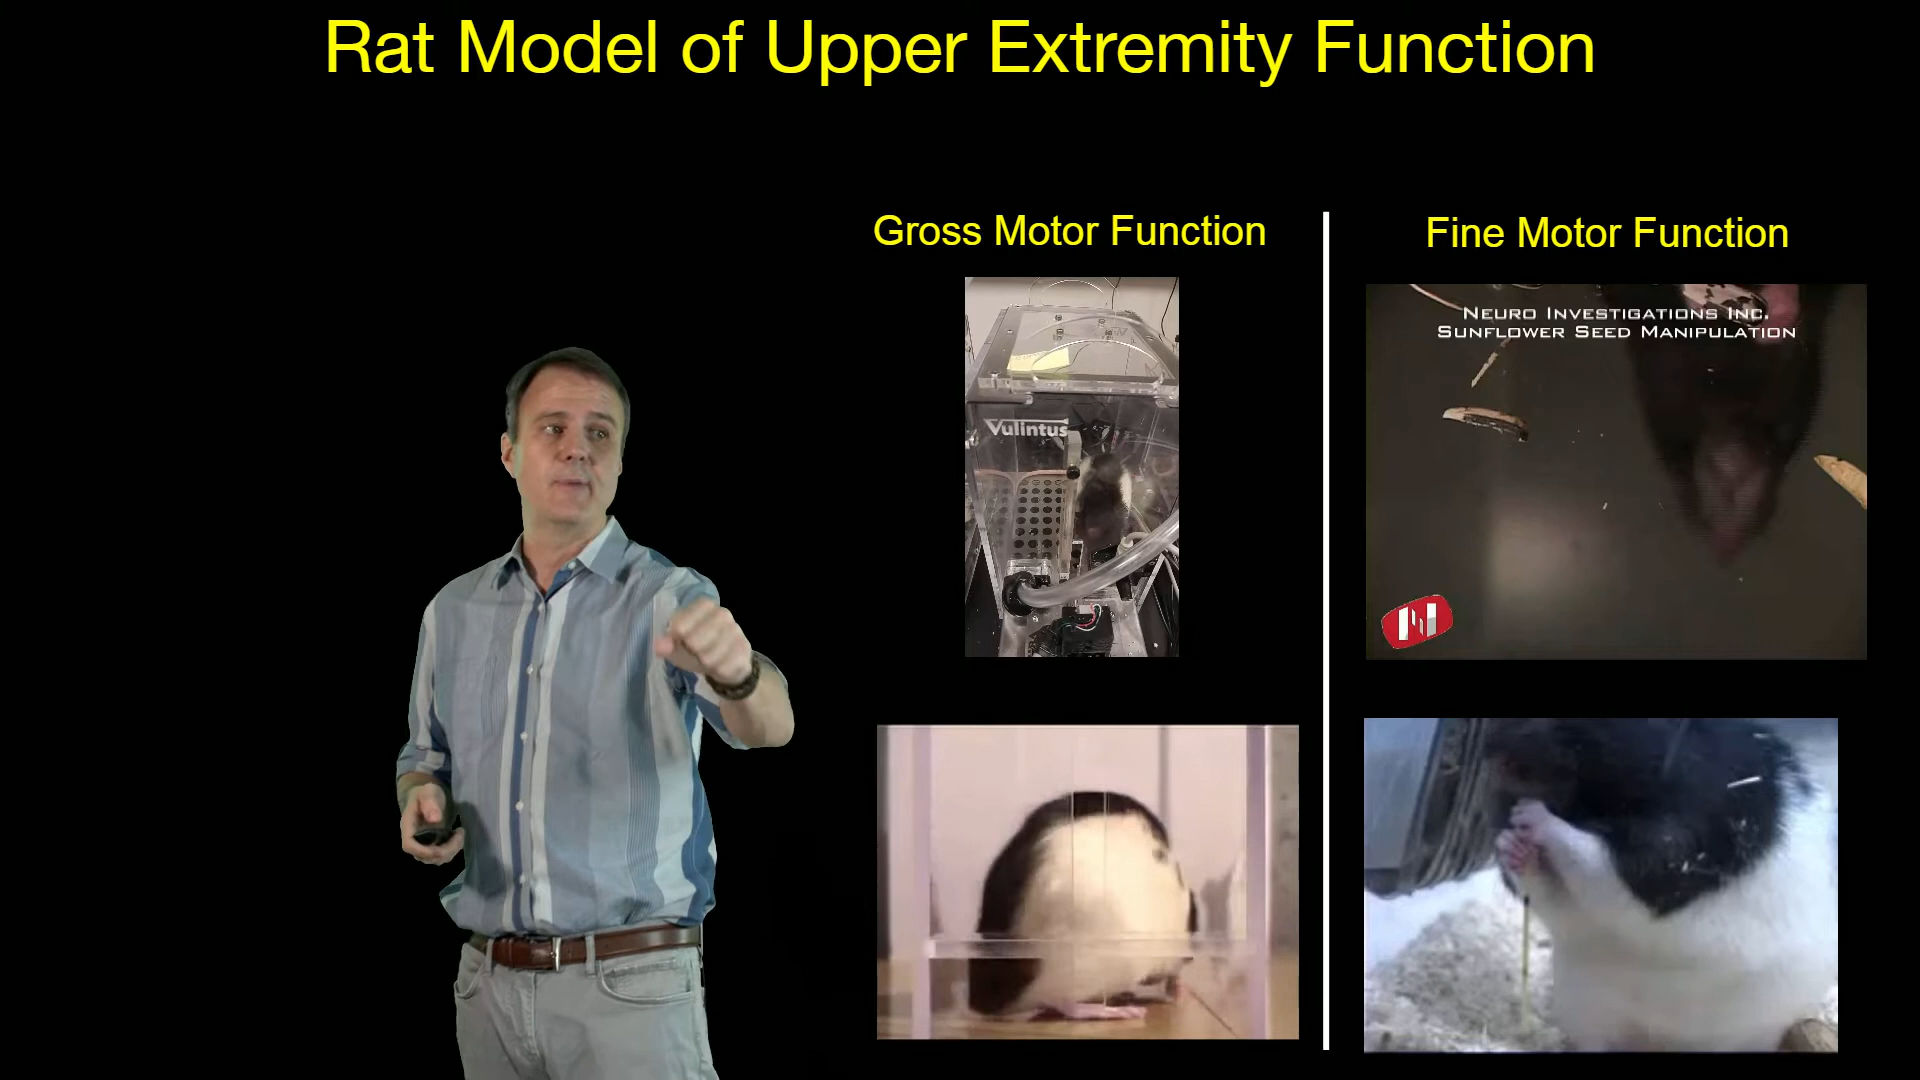 Rat Model of Upper Extremity Function
Gross Motor Function
Fine Motor Function
Vulintus
NEURO INVESTIGATIONS INC.
SUNFLOWER SEED MANIPULATION